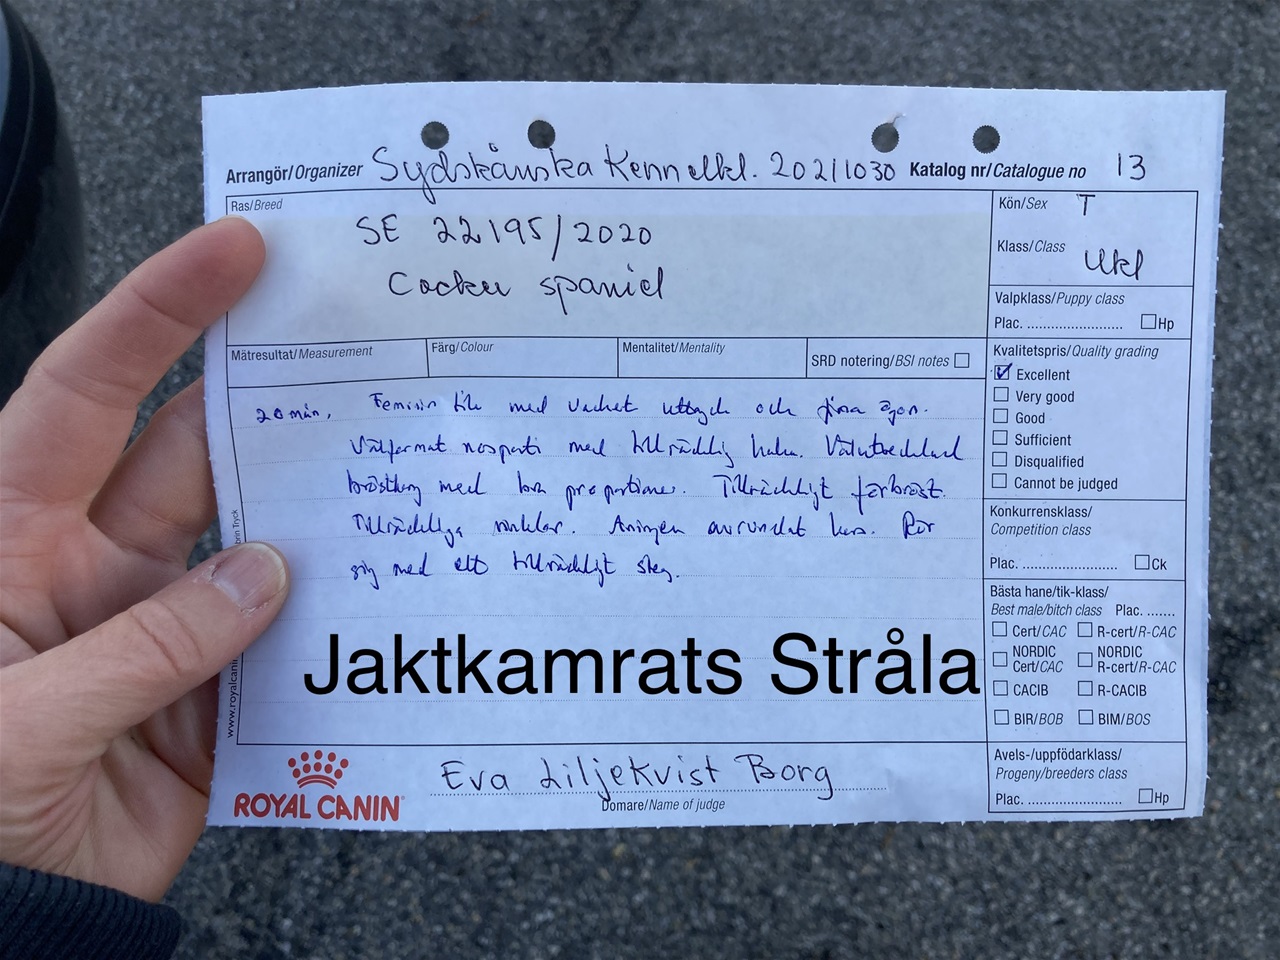 Arrangör/Organizer Sydskånska Kennelkl. 20211030 Katalog nr/Catalogue no 13
Ras/Breed
SE 22195/2020
Cocker spaniel
Kön/Sex T
Klass/Class Ukl
Valpklass/Puppy class
Plac. ........................ Hp
Mätresultat/Measurement
Färg/Colour
Mentalitet/Mentality
SRD notering/BSI notes
Kvalitetspris/Quality grading
Excellent
Very good
Good
Sufficient
Disqualified
Cannot be judged
20 mån. Feminin tik med vackert uttryck och fina ögon.
Välformat nosparti med tillräcklig hals. Välutvecklad
bröstkorg med bra proportioner. Tillräckligt förbröst.
Tillräckliga vinklar. Aningen avrundat kors. Rör
sig med ett tillräckligt steg.
Konkurrensklass/
Competition class
Plac. ........................ Ck
Bästa hane/tik-klass/
Best male/bitch class Plac. .......
Cert/CAC R-cert/R-CAC
NORDIC Cert/CAC NORDIC R-cert/R-CAC
CACIB R-CACIB
BIR/BOB BIM/BOS
Jaktkamrats Stråla
www.royalcanin
Tryck
ROYAL CANIN
Eva Liljekvist Borg
Domare/Name of judge
Avels-/uppfödarklass/
Progeny/breeders class
Plac. ........................ Hp